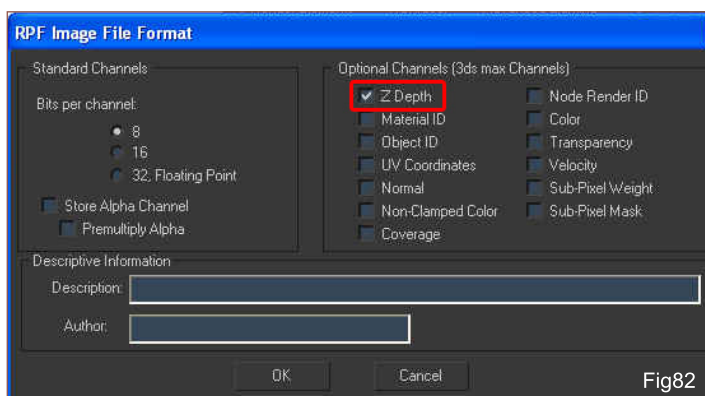 RPF Image File Format
Standard Channels
Bits per channel:
8
16
32, Floating Point
Store Alpha Channel
Premultiply Alpha
Optional Channels (3ds max Channels)
Z Depth
Material ID
Object ID
UV Coordinates
Normal
Non-Clamped Color
Coverage
Node Render ID
Color
Transparency
Velocity
Sub-Pixel Weight
Sub-Pixel Mask
Descriptive Information
Description:
Author:
OK
Cancel
Fig82